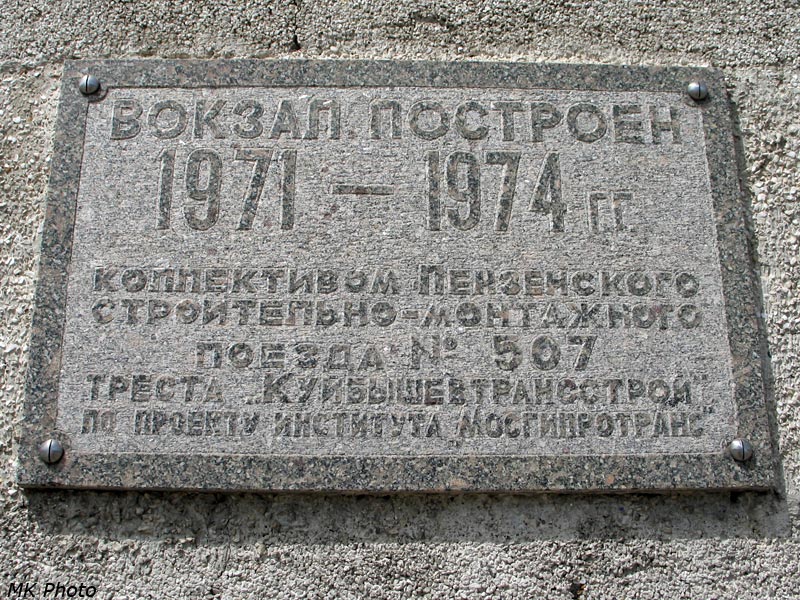 ВОКЗАЛ ПОСТРОЕН
1971 — 1974 гг.
КОЛЛЕКТИВОМ ПЕНЗЕНСКОГО
СТРОИТЕЛЬНО-МОНТАЖНОГО
ПОЕЗДА № 507
ТРЕСТА „КУЙБЫШЕВТРАНССТРОЙ"
ПО ПРОЕКТУ ИНСТИТУТА „МОСГИПРОТРАНС"
MK Photo